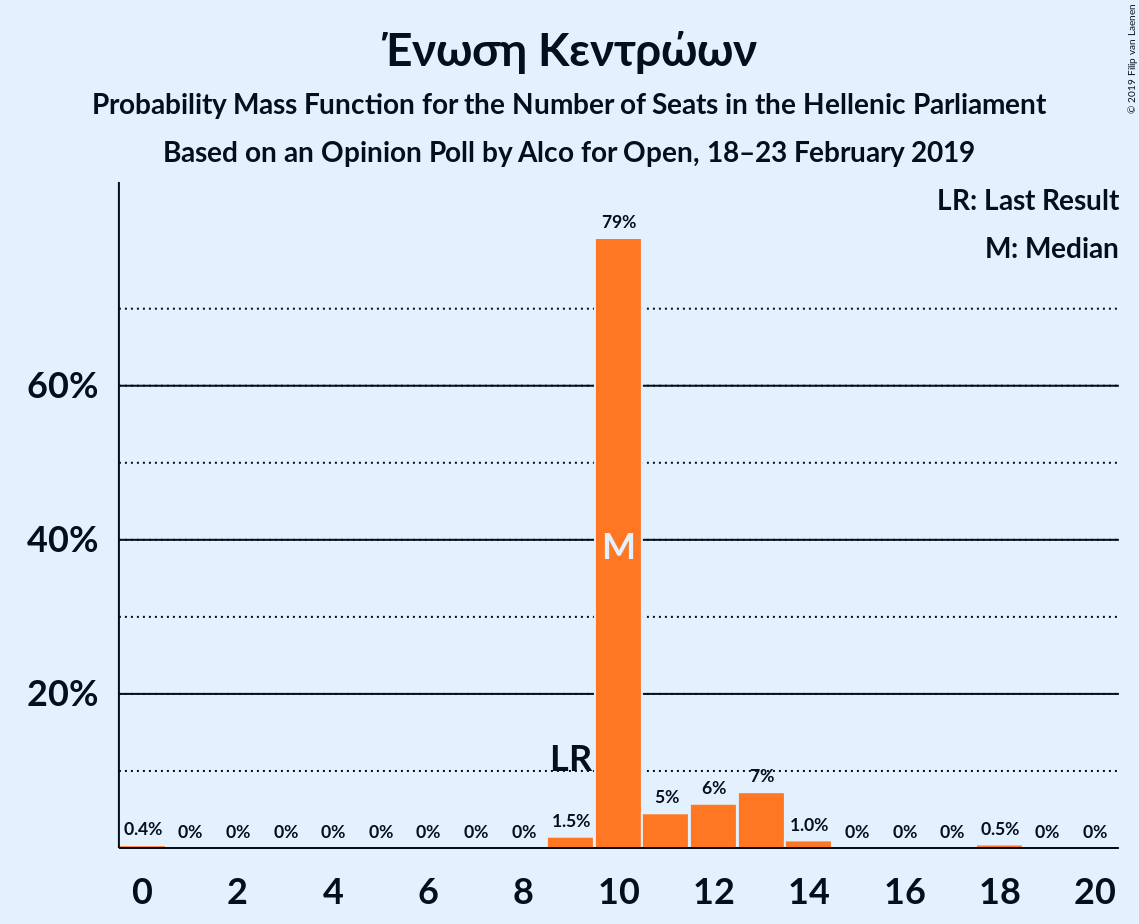 Ένωση Κεντρώων
Probability Mass Function for the Number of Seats in the Hellenic Parliament
Based on an Opinion Poll by Alco for Open, 18–23 February 2019
© 2019 Filip van Laenen
LR: Last Result
M: Median
79%
60%
40%
M
20%
LR
0.4% 0% 0% 0% 0% 0% 0% 0% 0% 1.5% 5% 6% 7% 1.0% 0% 0% 0% 0.5% 0% 0%
0 2 4 6 8 10 12 14 16 18 20